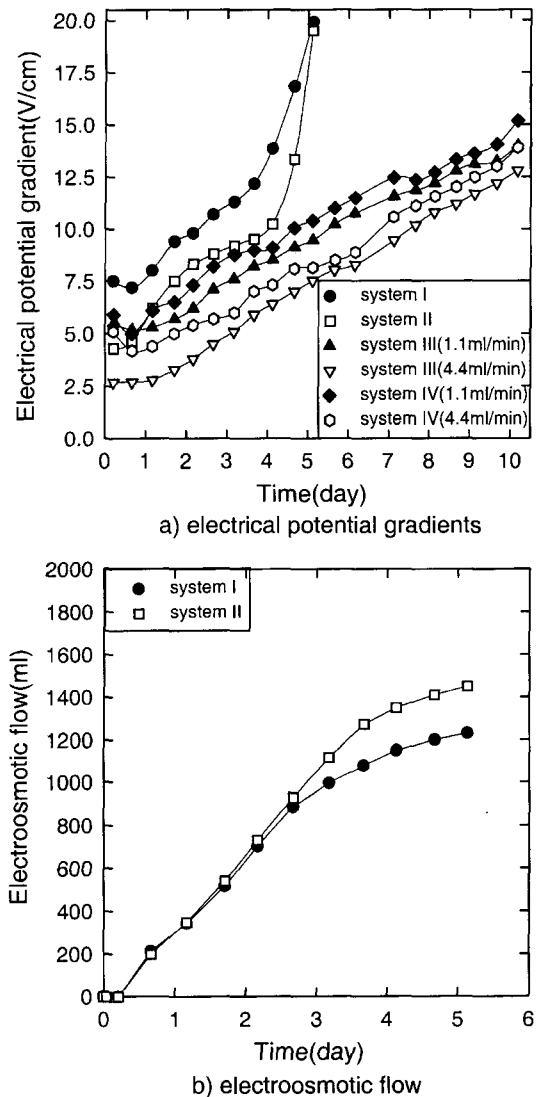 Electrical potential gradient(V/cm)
20.0
17.5
15.0
12.5
10.0
7.5
5.0
2.5
0.0
system I
system II
system III(1.1ml/min)
system III(4.4ml/min)
system IV(1.1ml/min)
system IV(4.4ml/min)
0 1 2 3 4 5 6 7 8 9 10
Time(day)
a) electrical potential gradients
Electroosmotic flow(ml)
2000
1800
1600
1400
1200
1000
800
600
400
200
0
system I
system II
0 1 2 3 4 5 6
Time(day)
b) electroosmotic flow